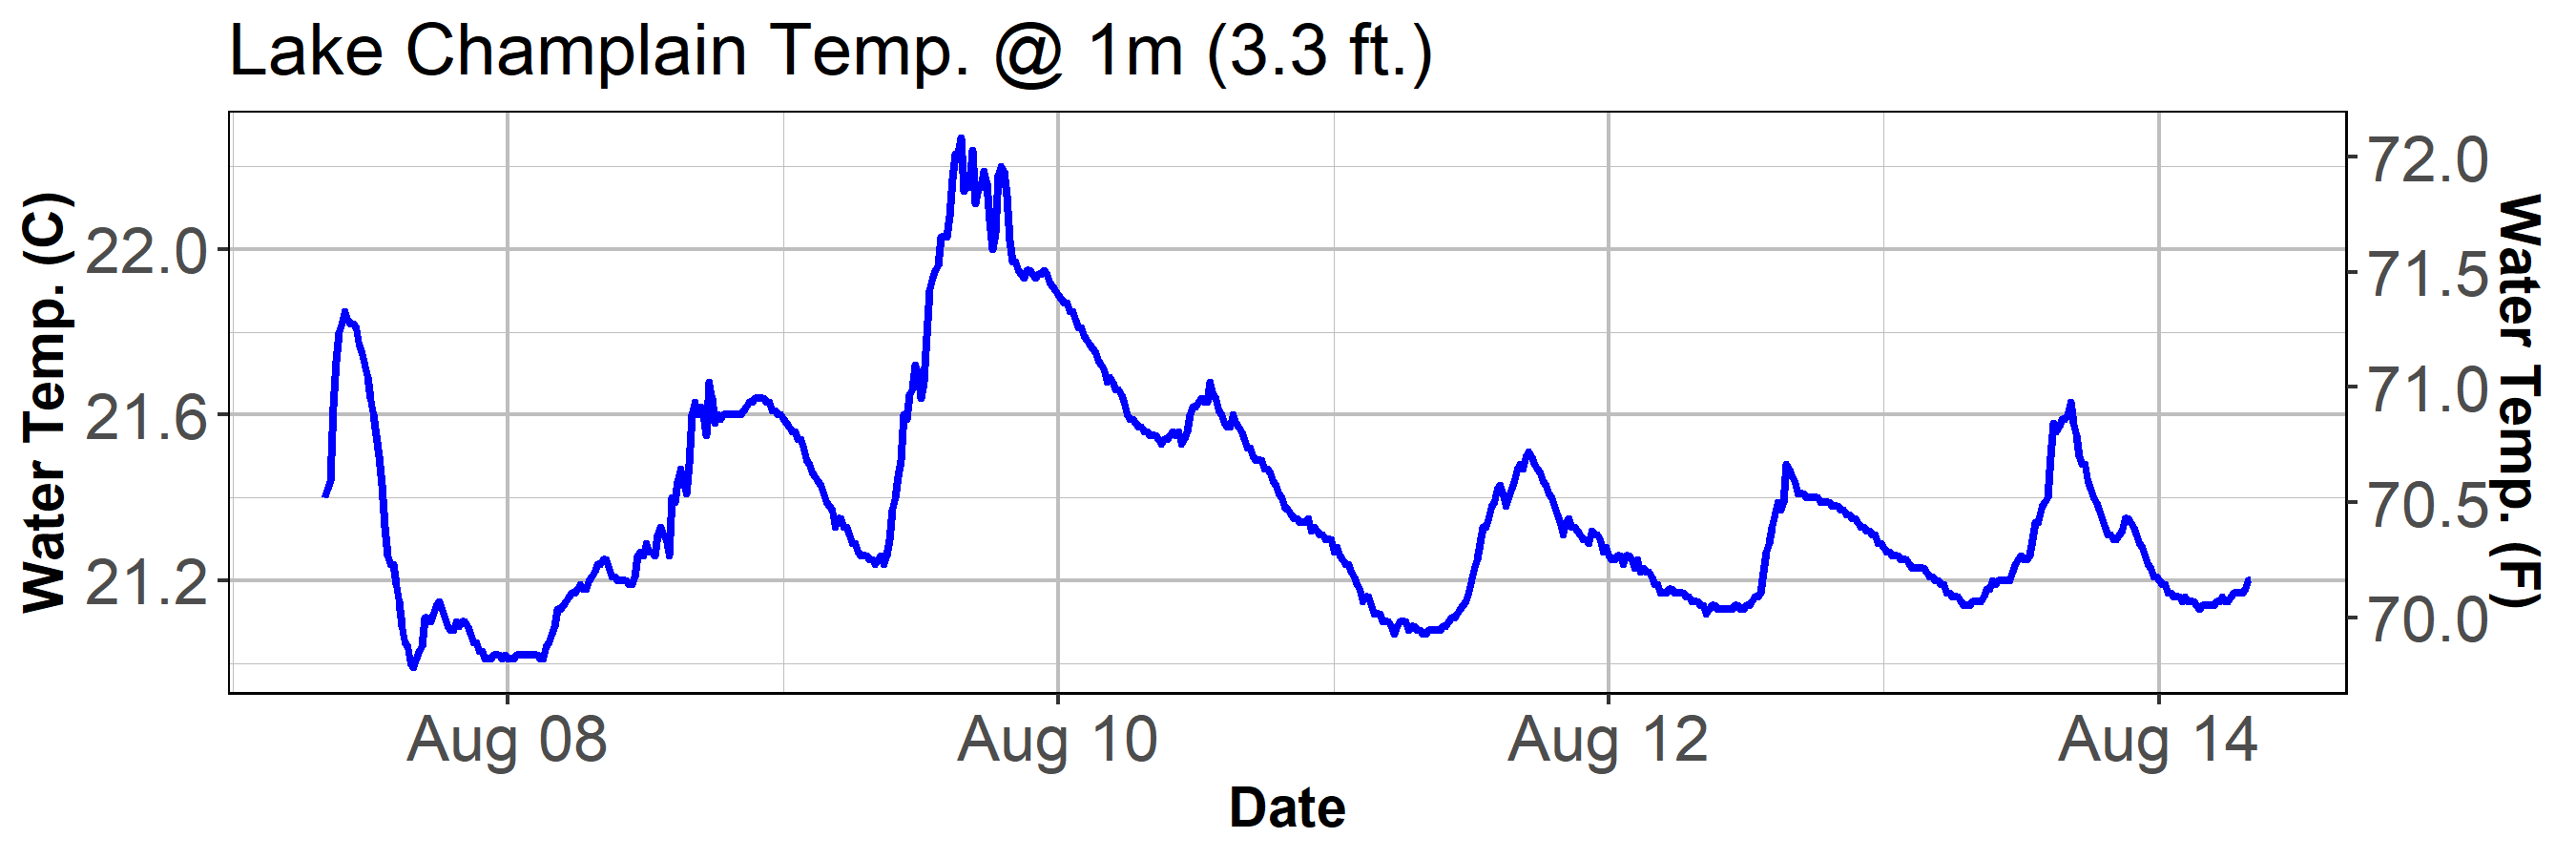 Lake Champlain Temp. @ 1m (3.3 ft.)
Water Temp. (C)
22.0
21.6
21.2
72.0
71.5
71.0
70.5
70.0
Water Temp. (F)
Aug 08
Aug 10
Aug 12
Aug 14
Date